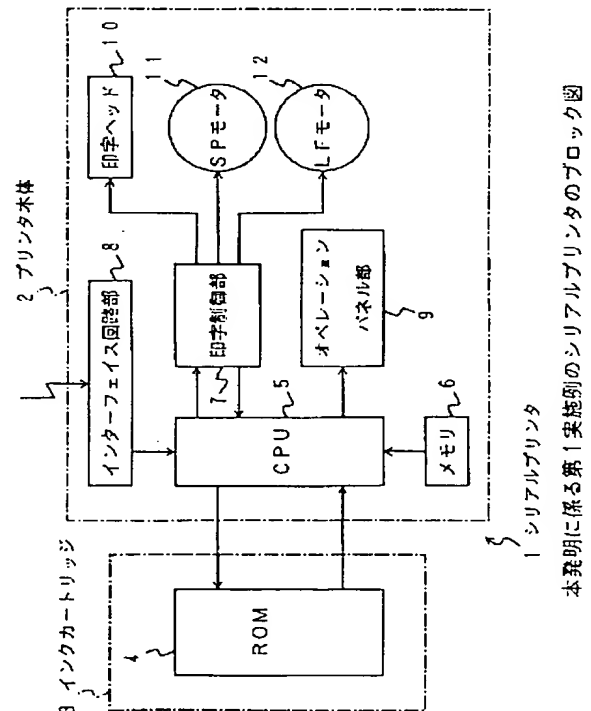 2 プリンタ本体
インターフェイス回路部
8
印字ヘッド
10
SPモータ
11
LFモータ
12
印字制御部
7
オペレーション
パネル部
9
CPU
5
メモリ
6
3 インクカートリッジ
ROM
4
1 シリアルプリンタ
本発明に係る第1実施例のシリアルプリンタのブロック図